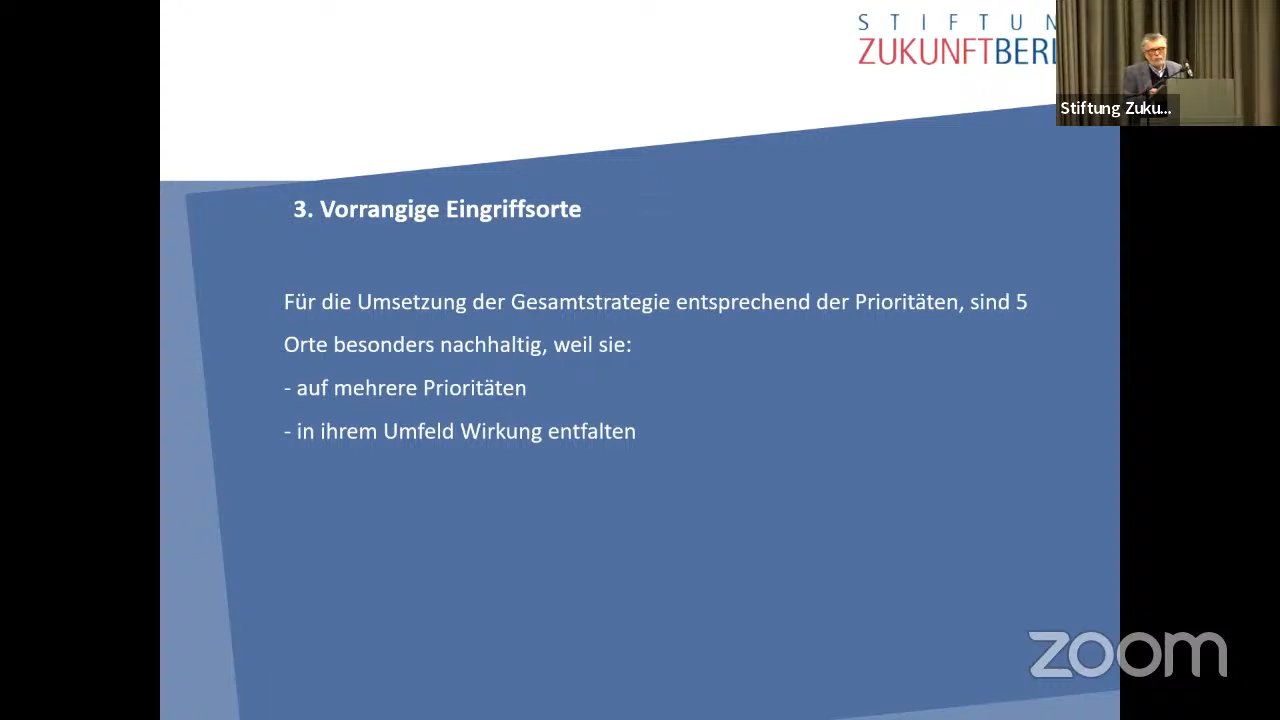 STIFTUN
ZUKUNFTBERL
Stiftung Zuku...
3. Vorrangige Eingriffsorte
Für die Umsetzung der Gesamtstrategie entsprechend der Prioritäten, sind 5
Orte besonders nachhaltig, weil sie:
- auf mehrere Prioritäten
- in ihrem Umfeld Wirkung entfalten
zoom